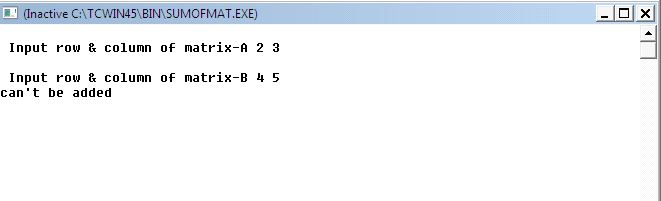 (Inactive C:\TCWIN45\BIN\SUMOFMAT.EXE)
Input row & column of matrix-A 2 3
Input row & column of matrix-B 4 5
can't be added